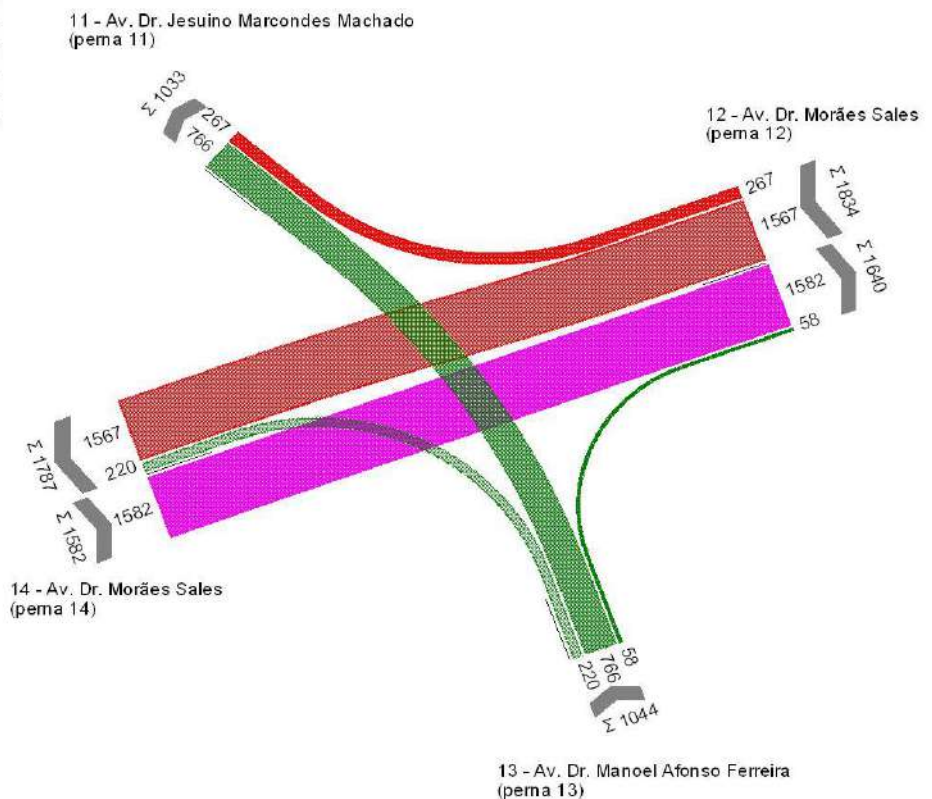 11 - Av. Dr. Jesuino Marcondes Machado
(perna 11)
Σ 1033
267
766
12 - Av. Dr. Morães Sales
(perna 12)
267
1567
Σ 1834
1582
58
Σ 1640
1567
220
Σ 1787
1582
Σ 1582
14 - Av. Dr. Morães Sales
(perna 14)
58
766
220
Σ 1044
13 - Av. Dr. Manoel Afonso Ferreira
(perna 13)